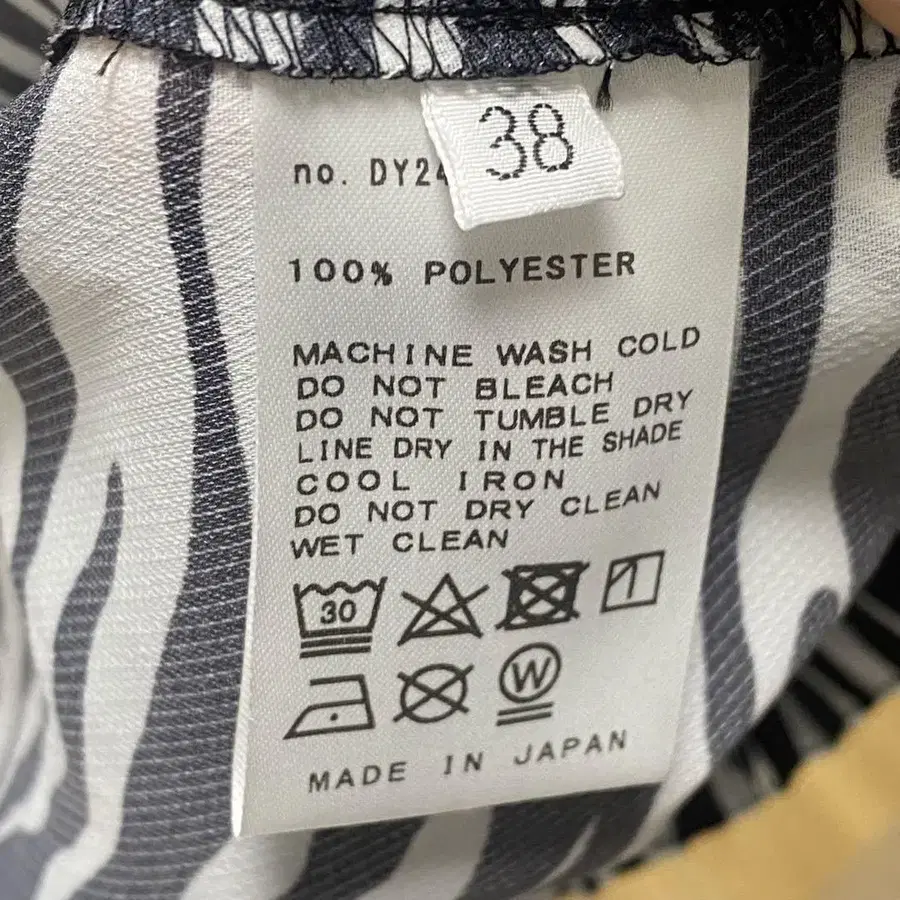 38
no. DY24
100% POLYESTER
MACHINE WASH COLD
DO NOT BLEACH
DO NOT TUMBLE DRY
LINE DRY IN THE SHADE
COOL IRON
DO NOT DRY CLEAN
WET CLEAN
30
W
MADE IN JAPAN